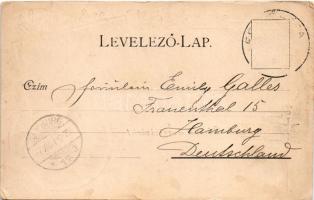 LEVELEZŐ-LAP.
Czím Fräulein Emily Galles
Frauenthal 15
Hamburg
Deutschland